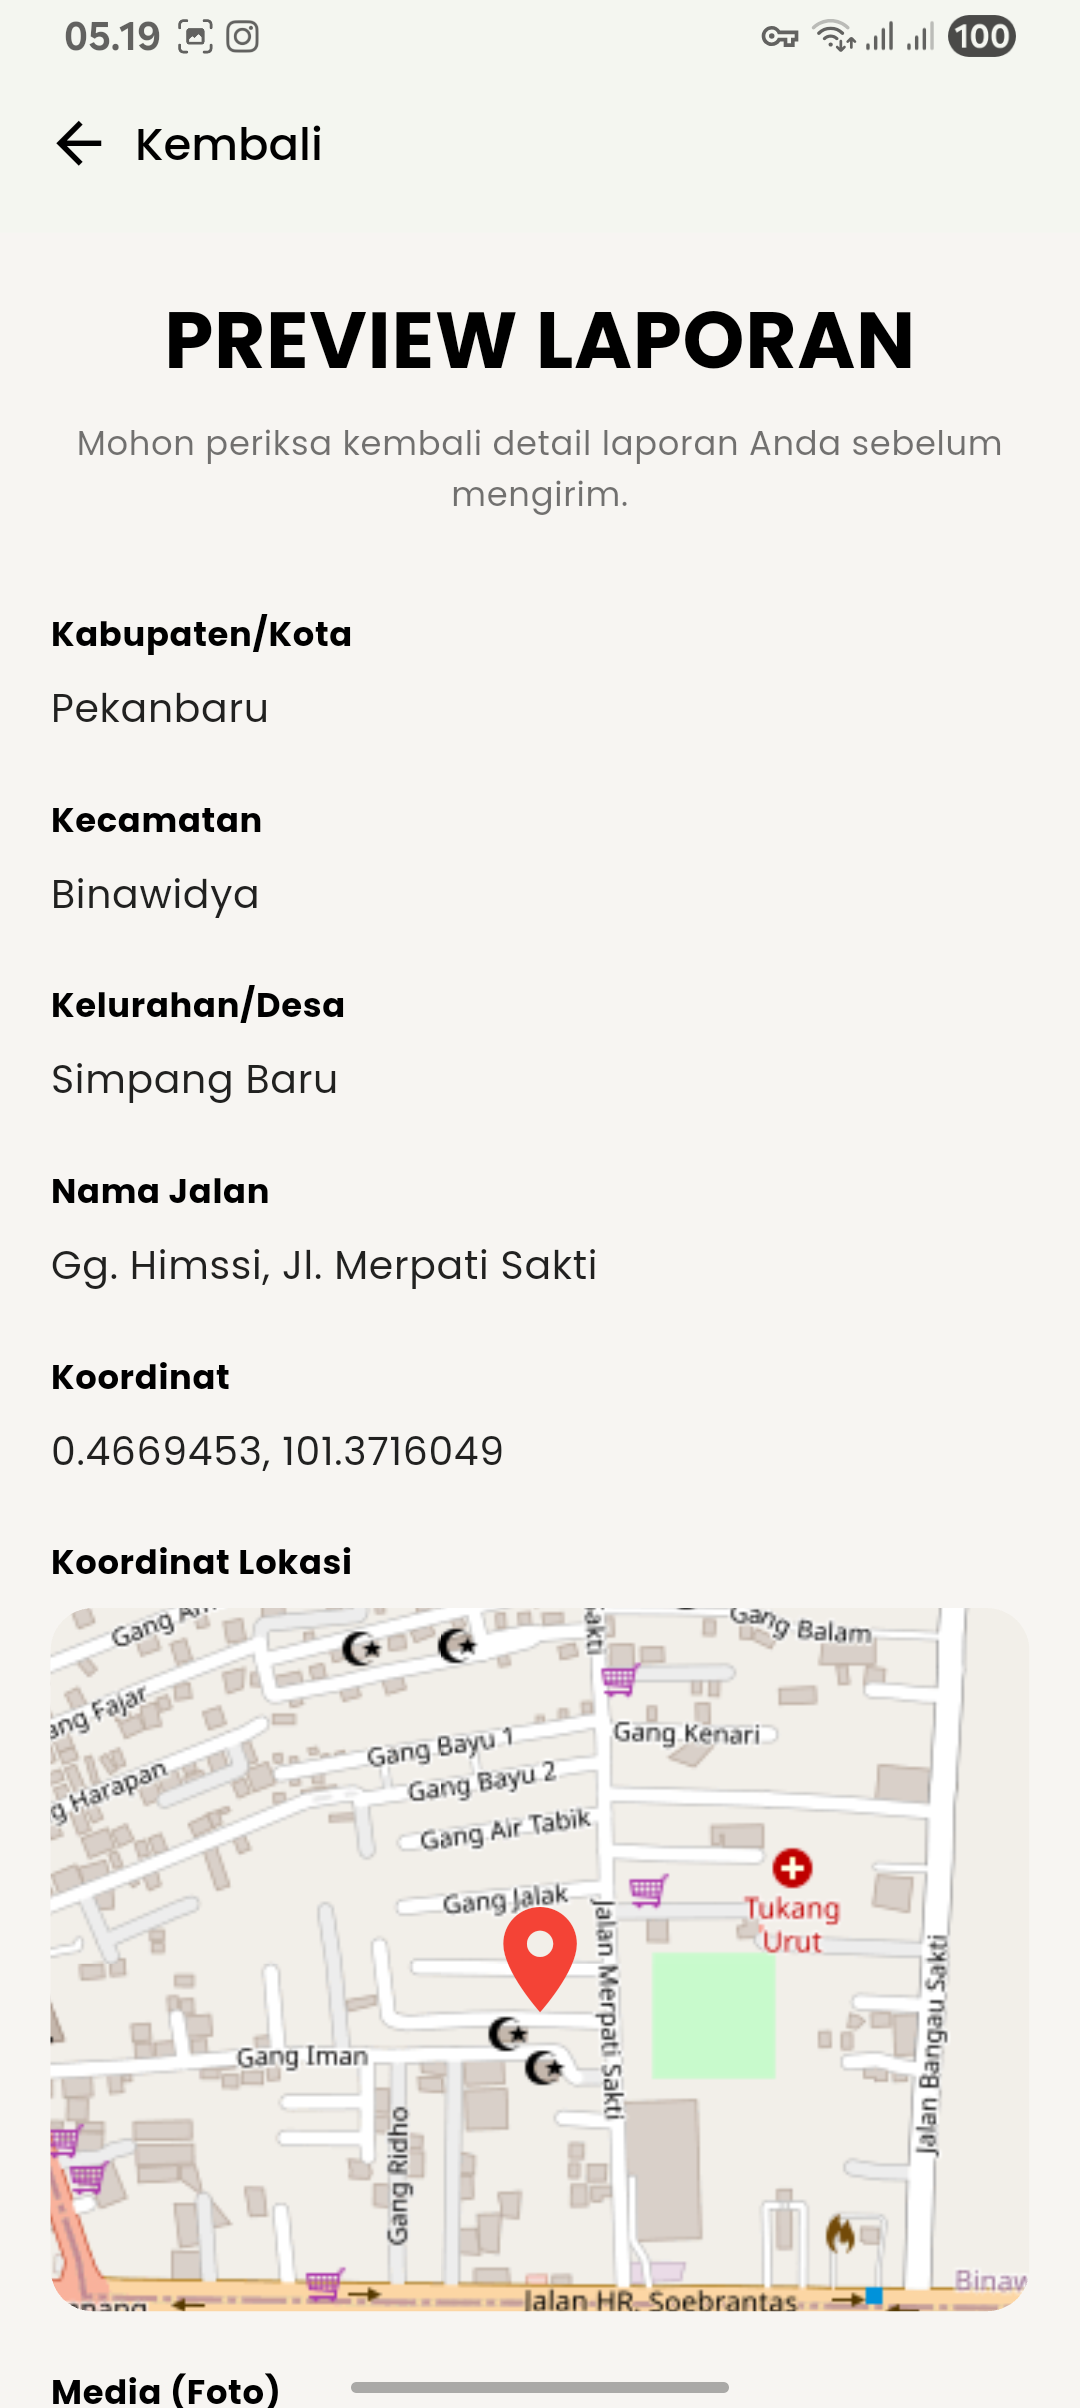 05.19
100
Kembali
PREVIEW LAPORAN
Mohon periksa kembali detail laporan Anda sebelum
mengirim.
Kabupaten/Kota
Pekanbaru
Kecamatan
Binawidya
Kelurahan/Desa
Simpang Baru
Nama Jalan
Gg. Himssi, Jl. Merpati Sakti
Koordinat
0.4669453, 101.3716049
Koordinat Lokasi
Gang
Gang Balam
Gang Kenari
Fajar
Gang Bayu 1
Gang Bayu 2
Harapan
Gang Air Tabik
Gang Jalak
Tukang
Urut
Jalan Merpati Sakti
Jalan Bangau Sakti
Gang Iman
Gang Ridho
Jalan HR. Soebrantas
Media (Foto)